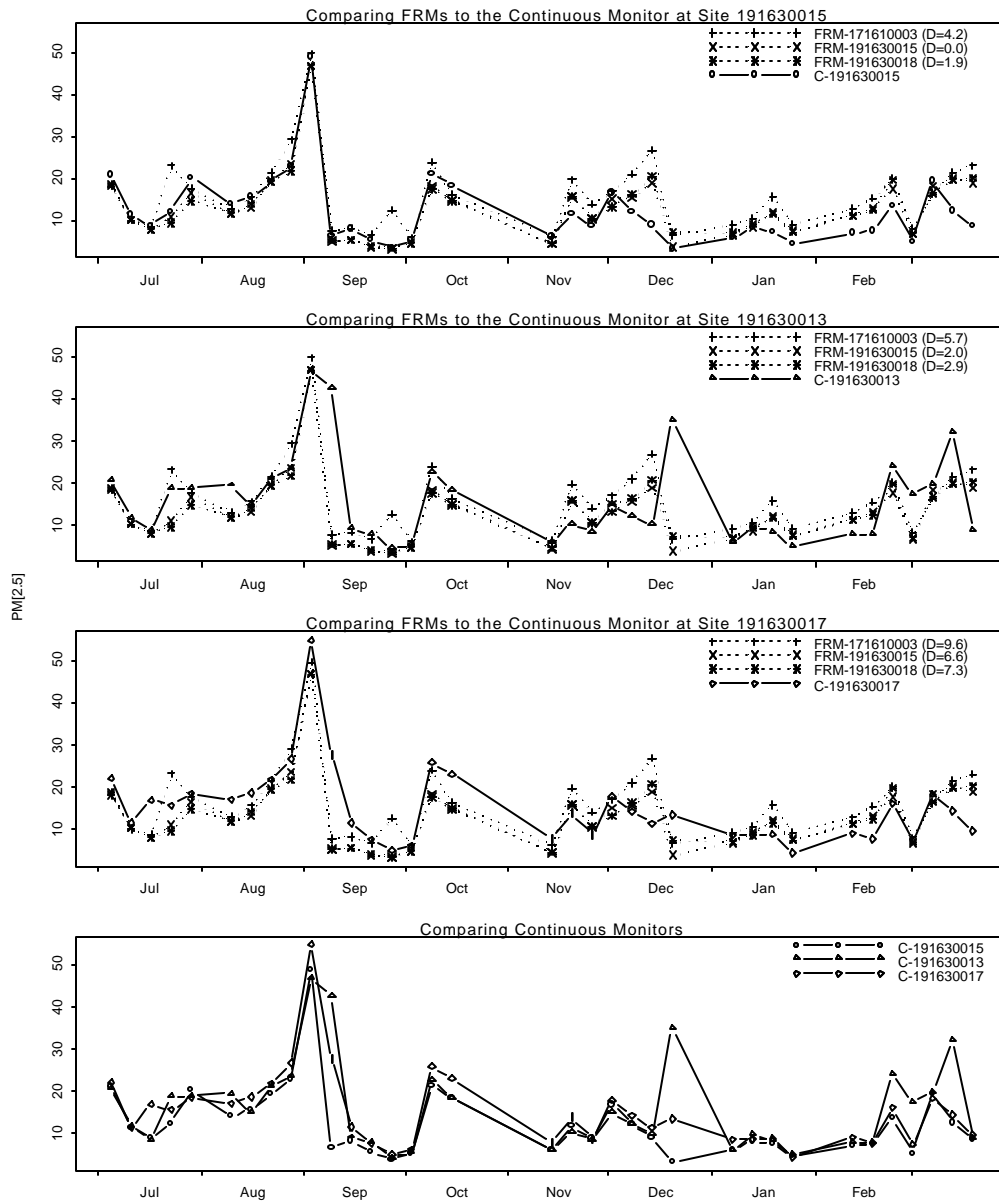 Comparing FRMs to the Continuous Monitor at Site 191630015
FRM-171610003 (D=4.2)
FRM-191630015 (D=0.0)
FRM-191630018 (D=1.9)
C-191630015
50
40
30
20
10
Jul Aug Sep Oct Nov Dec Jan Feb
Comparing FRMs to the Continuous Monitor at Site 191630013
FRM-171610003 (D=5.7)
FRM-191630015 (D=2.0)
FRM-191630018 (D=2.9)
C-191630013
50
40
30
20
10
Jul Aug Sep Oct Nov Dec Jan Feb
PM[2.5]
Comparing FRMs to the Continuous Monitor at Site 191630017
FRM-171610003 (D=9.6)
FRM-191630015 (D=6.6)
FRM-191630018 (D=7.3)
C-191630017
50
40
30
20
10
Jul Aug Sep Oct Nov Dec Jan Feb
Comparing Continuous Monitors
C-191630015
C-191630013
C-191630017
50
40
30
20
10
Jul Aug Sep Oct Nov Dec Jan Feb